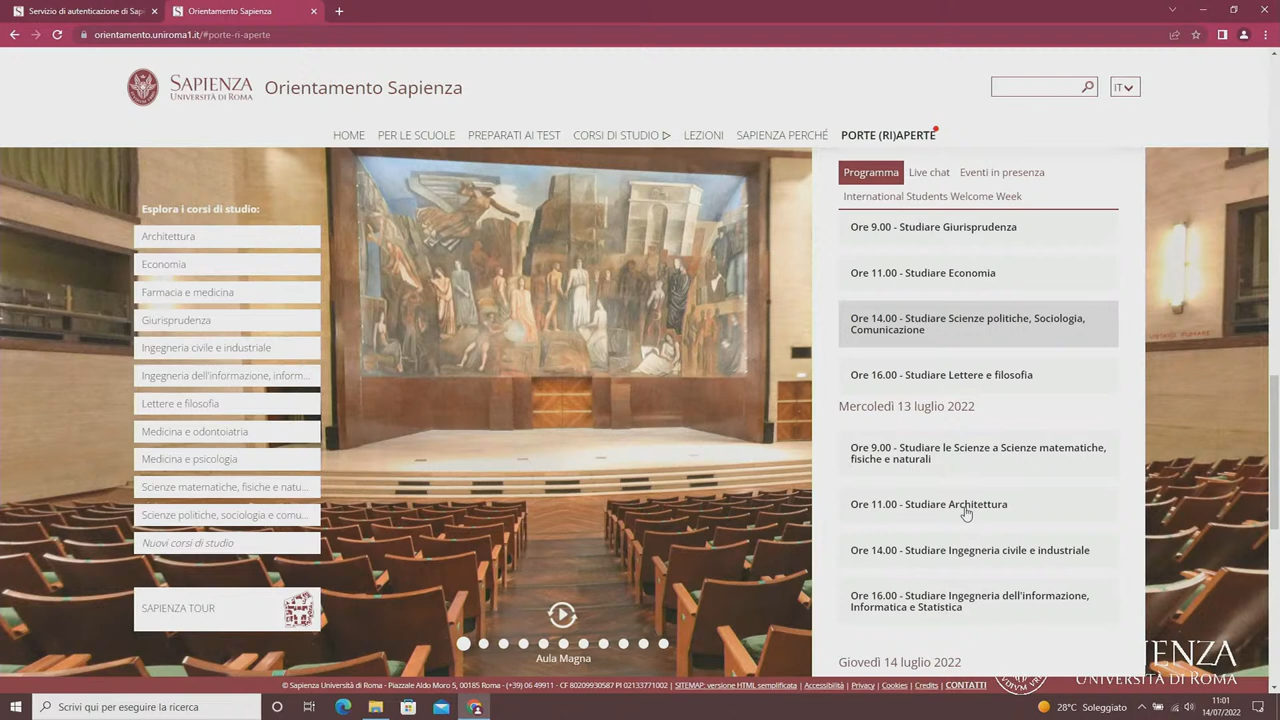 Servizio di autenticazione di Sapi
Orientamento Sapienza
orientamento.uniroma1.it/#porte-ri-aperte
SAPIENZA
UNIVERSITÀ DI ROMA
Orientamento Sapienza
IT
HOME PER LE SCUOLE PREPARATI AI TEST CORSI DI STUDIO LEZIONI SAPIENZA PERCHÉ PORTE (RI)APERTE
Esplora i corsi di studio:
Architettura
Economia
Farmacia e medicina
Giurisprudenza
Ingegneria civile e industriale
Ingegneria dell'informazione, inform...
Lettere e filosofia
Medicina e odontoiatria
Medicina e psicologia
Scienze matematiche, fisiche e natu...
Scienze politiche, sociologia e comu...
Nuovi corsi di studio
SAPIENZA TOUR
Aula Magna
Programma Live chat Eventi in presenza
International Students Welcome Week
Ore 9.00 - Studiare Giurisprudenza
Ore 11.00 - Studiare Economia
Ore 14.00 - Studiare Scienze politiche, Sociologia,
Comunicazione
Ore 16.00 - Studiare Lettere e filosofia
Mercoledì 13 luglio 2022
Ore 9.00 - Studiare le Scienze a Scienze matematiche,
fisiche e naturali
Ore 11.00 - Studiare Architettura
Ore 14.00 - Studiare Ingegneria civile e industriale
Ore 16.00 - Studiare Ingegneria dell'informazione,
Informatica e Statistica
Giovedì 14 luglio 2022
ENZA
UNIVERSITÀ DI ROMA
© Sapienza Università di Roma - Piazzale Aldo Moro 5, 00185 Roma - (+39) 06 49911 - CF 80209930587 PI 02133771002 | SITEMAP: versione HTML semplificata | Accessibilità | Privacy | Cookies | Credits | CONTATTI
Scrivi qui per eseguire la ricerca
28°C Soleggiato
11:01
14/07/2022